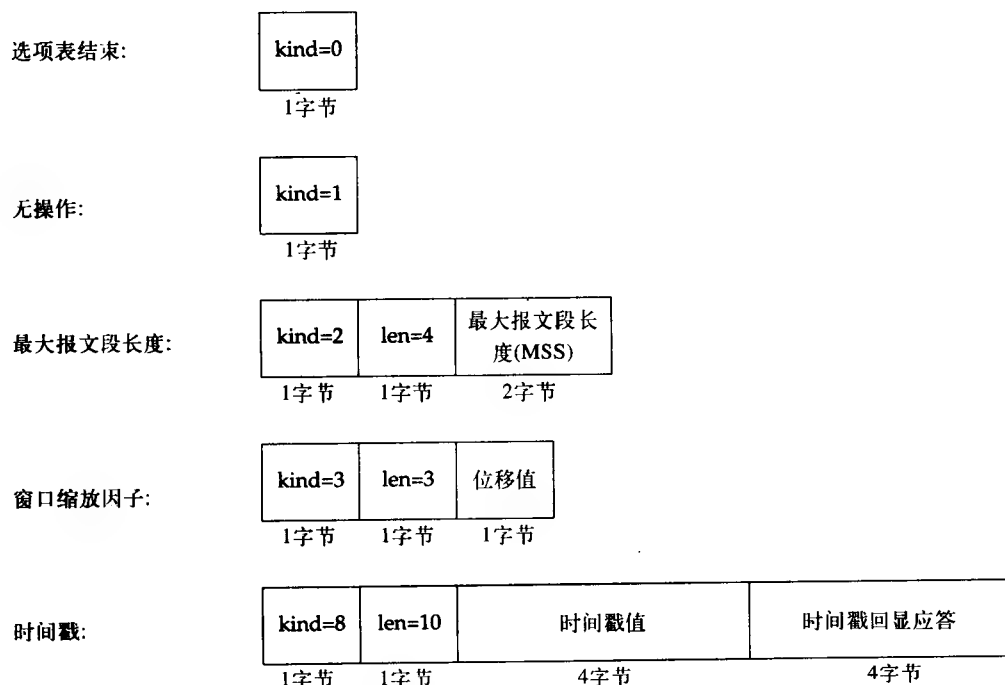 选项表结束:
kind=0
1字节
无操作:
kind=1
1字节
最大报文段长度:
kind=2 len=4 最大报文段长
度(MSS)
1字节 1字节 2字节
窗口缩放因子:
kind=3 len=3 位移值
1字节 1字节 1字节
时间戳:
kind=8 len=10 时间戳值 时间戳回显应答
1字节 1字节 4字节 4字节